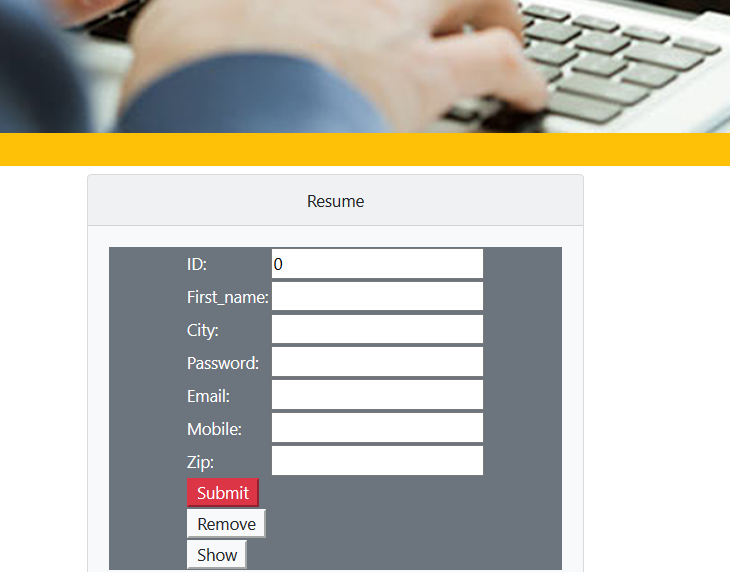 Resume
ID: 0
First_name:
City:
Password:
Email:
Mobile:
Zip:
Submit
Remove
Show